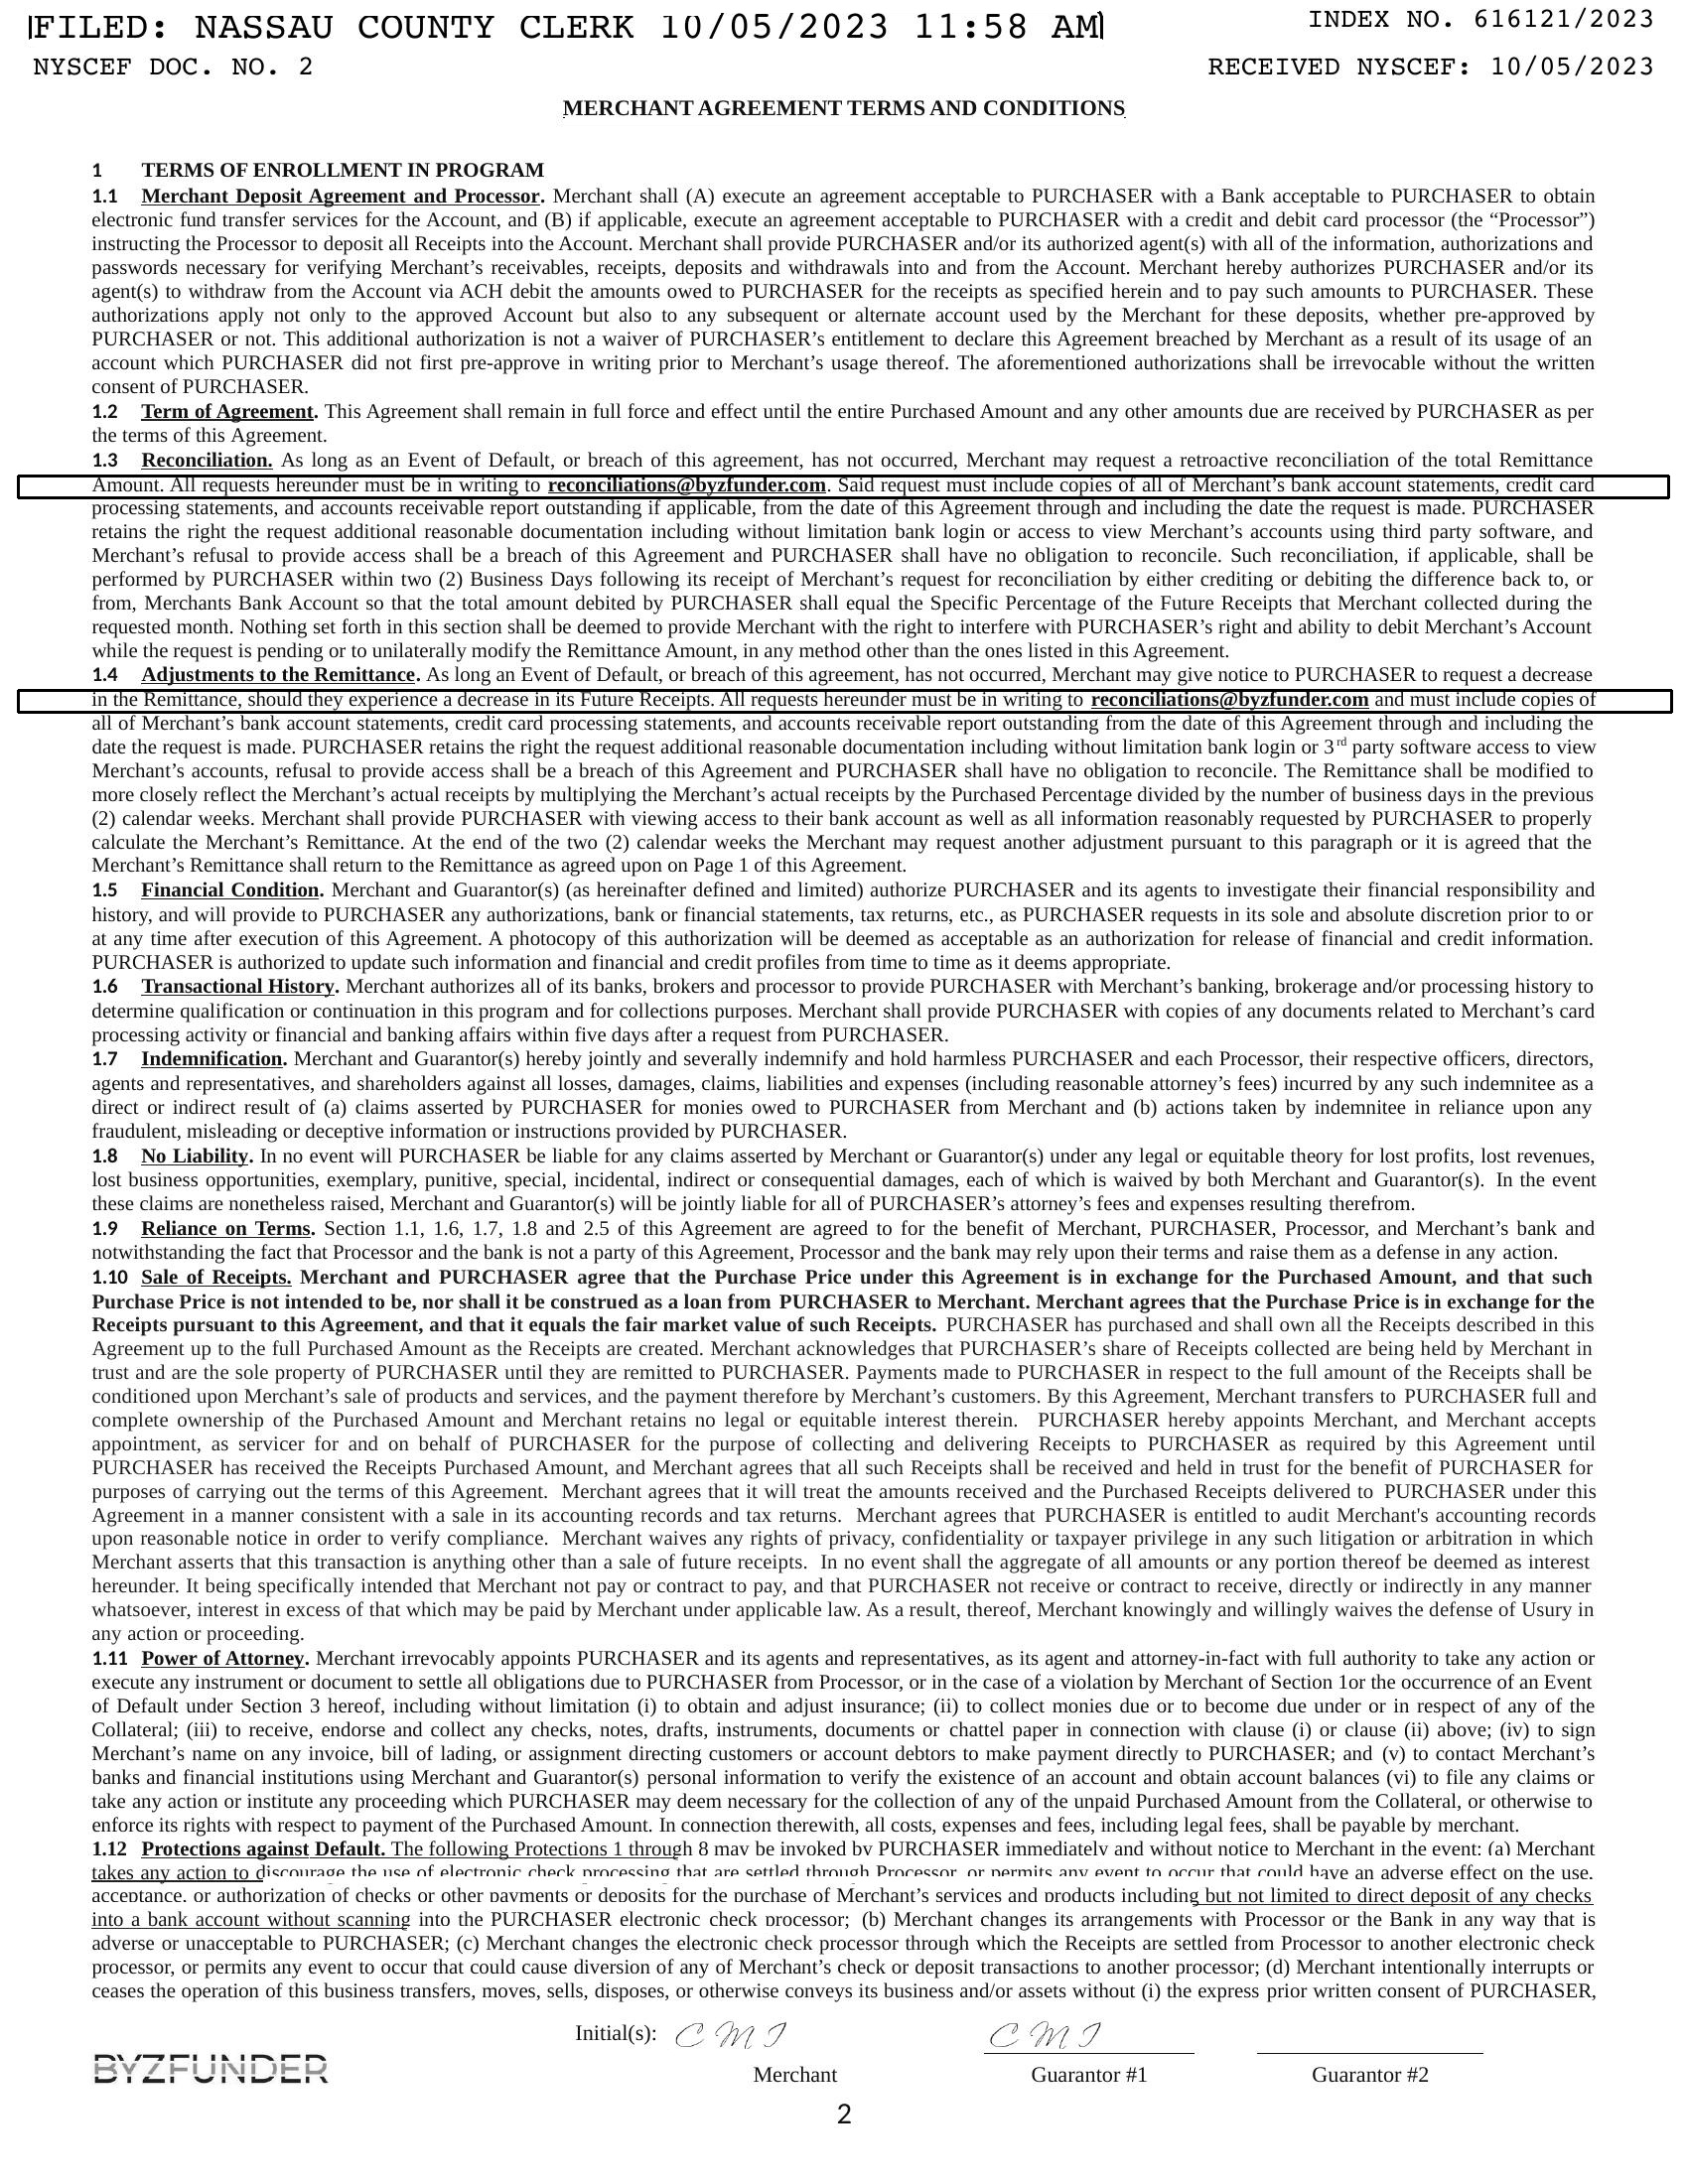 FILED: NASSAU COUNTY CLERK 10/05/2023 11:58 AM
INDEX NO. 616121/2023
NYSCEF DOC. NO. 2
RECEIVED NYSCEF: 10/05/2023
MERCHANT AGREEMENT TERMS AND CONDITIONS
1 TERMS OF ENROLLMENT IN PROGRAM
1.1 Merchant Deposit Agreement and Processor. Merchant shall (A) execute an agreement acceptable to PURCHASER with a Bank acceptable to PURCHASER to obtain
electronic fund transfer services for the Account, and (B) if applicable, execute an agreement acceptable to PURCHASER with a credit and debit card processor (the “Processor”)
instructing the Processor to deposit all Receipts into the Account. Merchant shall provide PURCHASER and/or its authorized agent(s) with all of the information, authorizations and
passwords necessary for verifying Merchant’s receivables, receipts, deposits and withdrawals into and from the Account. Merchant hereby authorizes PURCHASER and/or its
agent(s) to withdraw from the Account via ACH debit the amounts owed to PURCHASER for the receipts as specified herein and to pay such amounts to PURCHASER. These
authorizations apply not only to the approved Account but also to any subsequent or alternate account used by the Merchant for these deposits, whether pre-approved by
PURCHASER or not. This additional authorization is not a waiver of PURCHASER’s entitlement to declare this Agreement breached by Merchant as a result of its usage of an
account which PURCHASER did not first pre-approve in writing prior to Merchant’s usage thereof. The aforementioned authorizations shall be irrevocable without the written
consent of PURCHASER.
1.2 Term of Agreement. This Agreement shall remain in full force and effect until the entire Purchased Amount and any other amounts due are received by PURCHASER as per
the terms of this Agreement.
1.3 Reconciliation. As long as an Event of Default, or breach of this agreement, has not occurred, Merchant may request a retroactive reconciliation of the total Remittance
Amount. All requests hereunder must be in writing to reconciliations@byzfunder.com. Said request must include copies of all of Merchant’s bank account statements, credit card
processing statements, and accounts receivable report outstanding if applicable, from the date of this Agreement through and including the date the request is made. PURCHASER
retains the right the request additional reasonable documentation including without limitation bank login or access to view Merchant’s accounts using third party software, and
Merchant’s refusal to provide access shall be a breach of this Agreement and PURCHASER shall have no obligation to reconcile. Such reconciliation, if applicable, shall be
performed by PURCHASER within two (2) Business Days following its receipt of Merchant’s request for reconciliation by either crediting or debiting the difference back to, or
from, Merchants Bank Account so that the total amount debited by PURCHASER shall equal the Specific Percentage of the Future Receipts that Merchant collected during the
requested month. Nothing set forth in this section shall be deemed to provide Merchant with the right to interfere with PURCHASER’s right and ability to debit Merchant’s Account
while the request is pending or to unilaterally modify the Remittance Amount, in any method other than the ones listed in this Agreement.
1.4 Adjustments to the Remittance. As long an Event of Default, or breach of this agreement, has not occurred, Merchant may give notice to PURCHASER to request a decrease
in the Remittance, should they experience a decrease in its Future Receipts. All requests hereunder must be in writing to reconciliations@byzfunder.com and must include copies of
all of Merchant’s bank account statements, credit card processing statements, and accounts receivable report outstanding from the date of this Agreement through and including the
date the request is made. PURCHASER retains the right the request additional reasonable documentation including without limitation bank login or 3rd party software access to view
Merchant’s accounts, refusal to provide access shall be a breach of this Agreement and PURCHASER shall have no obligation to reconcile. The Remittance shall be modified to
more closely reflect the Merchant’s actual receipts by multiplying the Merchant’s actual receipts by the Purchased Percentage divided by the number of business days in the previous
(2) calendar weeks. Merchant shall provide PURCHASER with viewing access to their bank account as well as all information reasonably requested by PURCHASER to properly
calculate the Merchant’s Remittance. At the end of the two (2) calendar weeks the Merchant may request another adjustment pursuant to this paragraph or it is agreed that the
Merchant’s Remittance shall return to the Remittance as agreed upon on Page 1 of this Agreement.
1.5 Financial Condition. Merchant and Guarantor(s) (as hereinafter defined and limited) authorize PURCHASER and its agents to investigate their financial responsibility and
history, and will provide to PURCHASER any authorizations, bank or financial statements, tax returns, etc., as PURCHASER requests in its sole and absolute discretion prior to or
at any time after execution of this Agreement. A photocopy of this authorization will be deemed as acceptable as an authorization for release of financial and credit information.
PURCHASER is authorized to update such information and financial and credit profiles from time to time as it deems appropriate.
1.6 Transactional History. Merchant authorizes all of its banks, brokers and processor to provide PURCHASER with Merchant’s banking, brokerage and/or processing history to
determine qualification or continuation in this program and for collections purposes. Merchant shall provide PURCHASER with copies of any documents related to Merchant’s card
processing activity or financial and banking affairs within five days after a request from PURCHASER.
1.7 Indemnification. Merchant and Guarantor(s) hereby jointly and severally indemnify and hold harmless PURCHASER and each Processor, their respective officers, directors,
agents and representatives, and shareholders against all losses, damages, claims, liabilities and expenses (including reasonable attorney’s fees) incurred by any such indemnitee as a
direct or indirect result of (a) claims asserted by PURCHASER for monies owed to PURCHASER from Merchant and (b) actions taken by indemnitee in reliance upon any
fraudulent, misleading or deceptive information or instructions provided by PURCHASER.
1.8 No Liability. In no event will PURCHASER be liable for any claims asserted by Merchant or Guarantor(s) under any legal or equitable theory for lost profits, lost revenues,
lost business opportunities, exemplary, punitive, special, incidental, indirect or consequential damages, each of which is waived by both Merchant and Guarantor(s). In the event
these claims are nonetheless raised, Merchant and Guarantor(s) will be jointly liable for all of PURCHASER’s attorney’s fees and expenses resulting therefrom.
1.9 Reliance on Terms. Section 1.1, 1.6, 1.7, 1.8 and 2.5 of this Agreement are agreed to for the benefit of Merchant, PURCHASER, Processor, and Merchant’s bank and
notwithstanding the fact that Processor and the bank is not a party of this Agreement, Processor and the bank may rely upon their terms and raise them as a defense in any action.
1.10 Sale of Receipts. Merchant and PURCHASER agree that the Purchase Price under this Agreement is in exchange for the Purchased Amount, and that such
Purchase Price is not intended to be, nor shall it be construed as a loan from PURCHASER to Merchant. Merchant agrees that the Purchase Price is in exchange for the
Receipts pursuant to this Agreement, and that it equals the fair market value of such Receipts. PURCHASER has purchased and shall own all the Receipts described in this
Agreement up to the full Purchased Amount as the Receipts are created. Merchant acknowledges that PURCHASER’s share of Receipts collected are being held by Merchant in
trust and are the sole property of PURCHASER until they are remitted to PURCHASER. Payments made to PURCHASER in respect to the full amount of the Receipts shall be
conditioned upon Merchant’s sale of products and services, and the payment therefore by Merchant’s customers. By this Agreement, Merchant transfers to PURCHASER full and
complete ownership of the Purchased Amount and Merchant retains no legal or equitable interest therein. PURCHASER hereby appoints Merchant, and Merchant accepts
appointment, as servicer for and on behalf of PURCHASER for the purpose of collecting and delivering Receipts to PURCHASER as required by this Agreement until
PURCHASER has received the Receipts Purchased Amount, and Merchant agrees that all such Receipts shall be received and held in trust for the benefit of PURCHASER for
purposes of carrying out the terms of this Agreement. Merchant agrees that it will treat the amounts received and the Purchased Receipts delivered to PURCHASER under this
Agreement in a manner consistent with a sale in its accounting records and tax returns. Merchant agrees that PURCHASER is entitled to audit Merchant's accounting records
upon reasonable notice in order to verify compliance. Merchant waives any rights of privacy, confidentiality or taxpayer privilege in any such litigation or arbitration in which
Merchant asserts that this transaction is anything other than a sale of future receipts. In no event shall the aggregate of all amounts or any portion thereof be deemed as interest
hereunder. It being specifically intended that Merchant not pay or contract to pay, and that PURCHASER not receive or contract to receive, directly or indirectly in any manner
whatsoever, interest in excess of that which may be paid by Merchant under applicable law. As a result, thereof, Merchant knowingly and willingly waives the defense of Usury in
any action or proceeding.
1.11 Power of Attorney. Merchant irrevocably appoints PURCHASER and its agents and representatives, as its agent and attorney-in-fact with full authority to take any action or
execute any instrument or document to settle all obligations due to PURCHASER from Processor, or in the case of a violation by Merchant of Section 1or the occurrence of an Event
of Default under Section 3 hereof, including without limitation (i) to obtain and adjust insurance; (ii) to collect monies due or to become due under or in respect of any of the
Collateral; (iii) to receive, endorse and collect any checks, notes, drafts, instruments, documents or chattel paper in connection with clause (i) or clause (ii) above; (iv) to sign
Merchant’s name on any invoice, bill of lading, or assignment directing customers or account debtors to make payment directly to PURCHASER; and (v) to contact Merchant’s
banks and financial institutions using Merchant and Guarantor(s) personal information to verify the existence of an account and obtain account balances (vi) to file any claims or
take any action or institute any proceeding which PURCHASER may deem necessary for the collection of any of the unpaid Purchased Amount from the Collateral, or otherwise to
enforce its rights with respect to payment of the Purchased Amount. In connection therewith, all costs, expenses and fees, including legal fees, shall be payable by merchant.
1.12 Protections against Default. The following Protections 1 through 8 may be invoked by PURCHASER immediately and without notice to Merchant in the event: (a) Merchant
takes any action to discourage the use of electronic check processing that are settled through Processor, or permits any event to occur that could have an adverse effect on the use,
acceptance, or authorization of checks or other payments or deposits for the purchase of Merchant’s services and products including but not limited to direct deposit of any checks
into a bank account without scanning into the PURCHASER electronic check processor; (b) Merchant changes its arrangements with Processor or the Bank in any way that is
adverse or unacceptable to PURCHASER; (c) Merchant changes the electronic check processor through which the Receipts are settled from Processor to another electronic check
processor, or permits any event to occur that could cause diversion of any of Merchant’s check or deposit transactions to another processor; (d) Merchant intentionally interrupts or
ceases the operation of this business transfers, moves, sells, disposes, or otherwise conveys its business and/or assets without (i) the express prior written consent of PURCHASER,
Initial(s): C M I C M I
BYZFUNDER
Merchant Guarantor #1 Guarantor #2
2